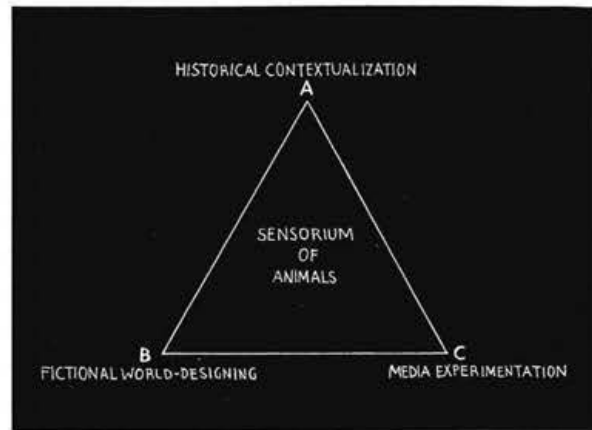 HISTORICAL CONTEXTUALIZATION
A
SENSORIUM
OF
ANIMALS
B
C
FICTIONAL WORLD-DESIGNING
MEDIA EXPERIMENTATION